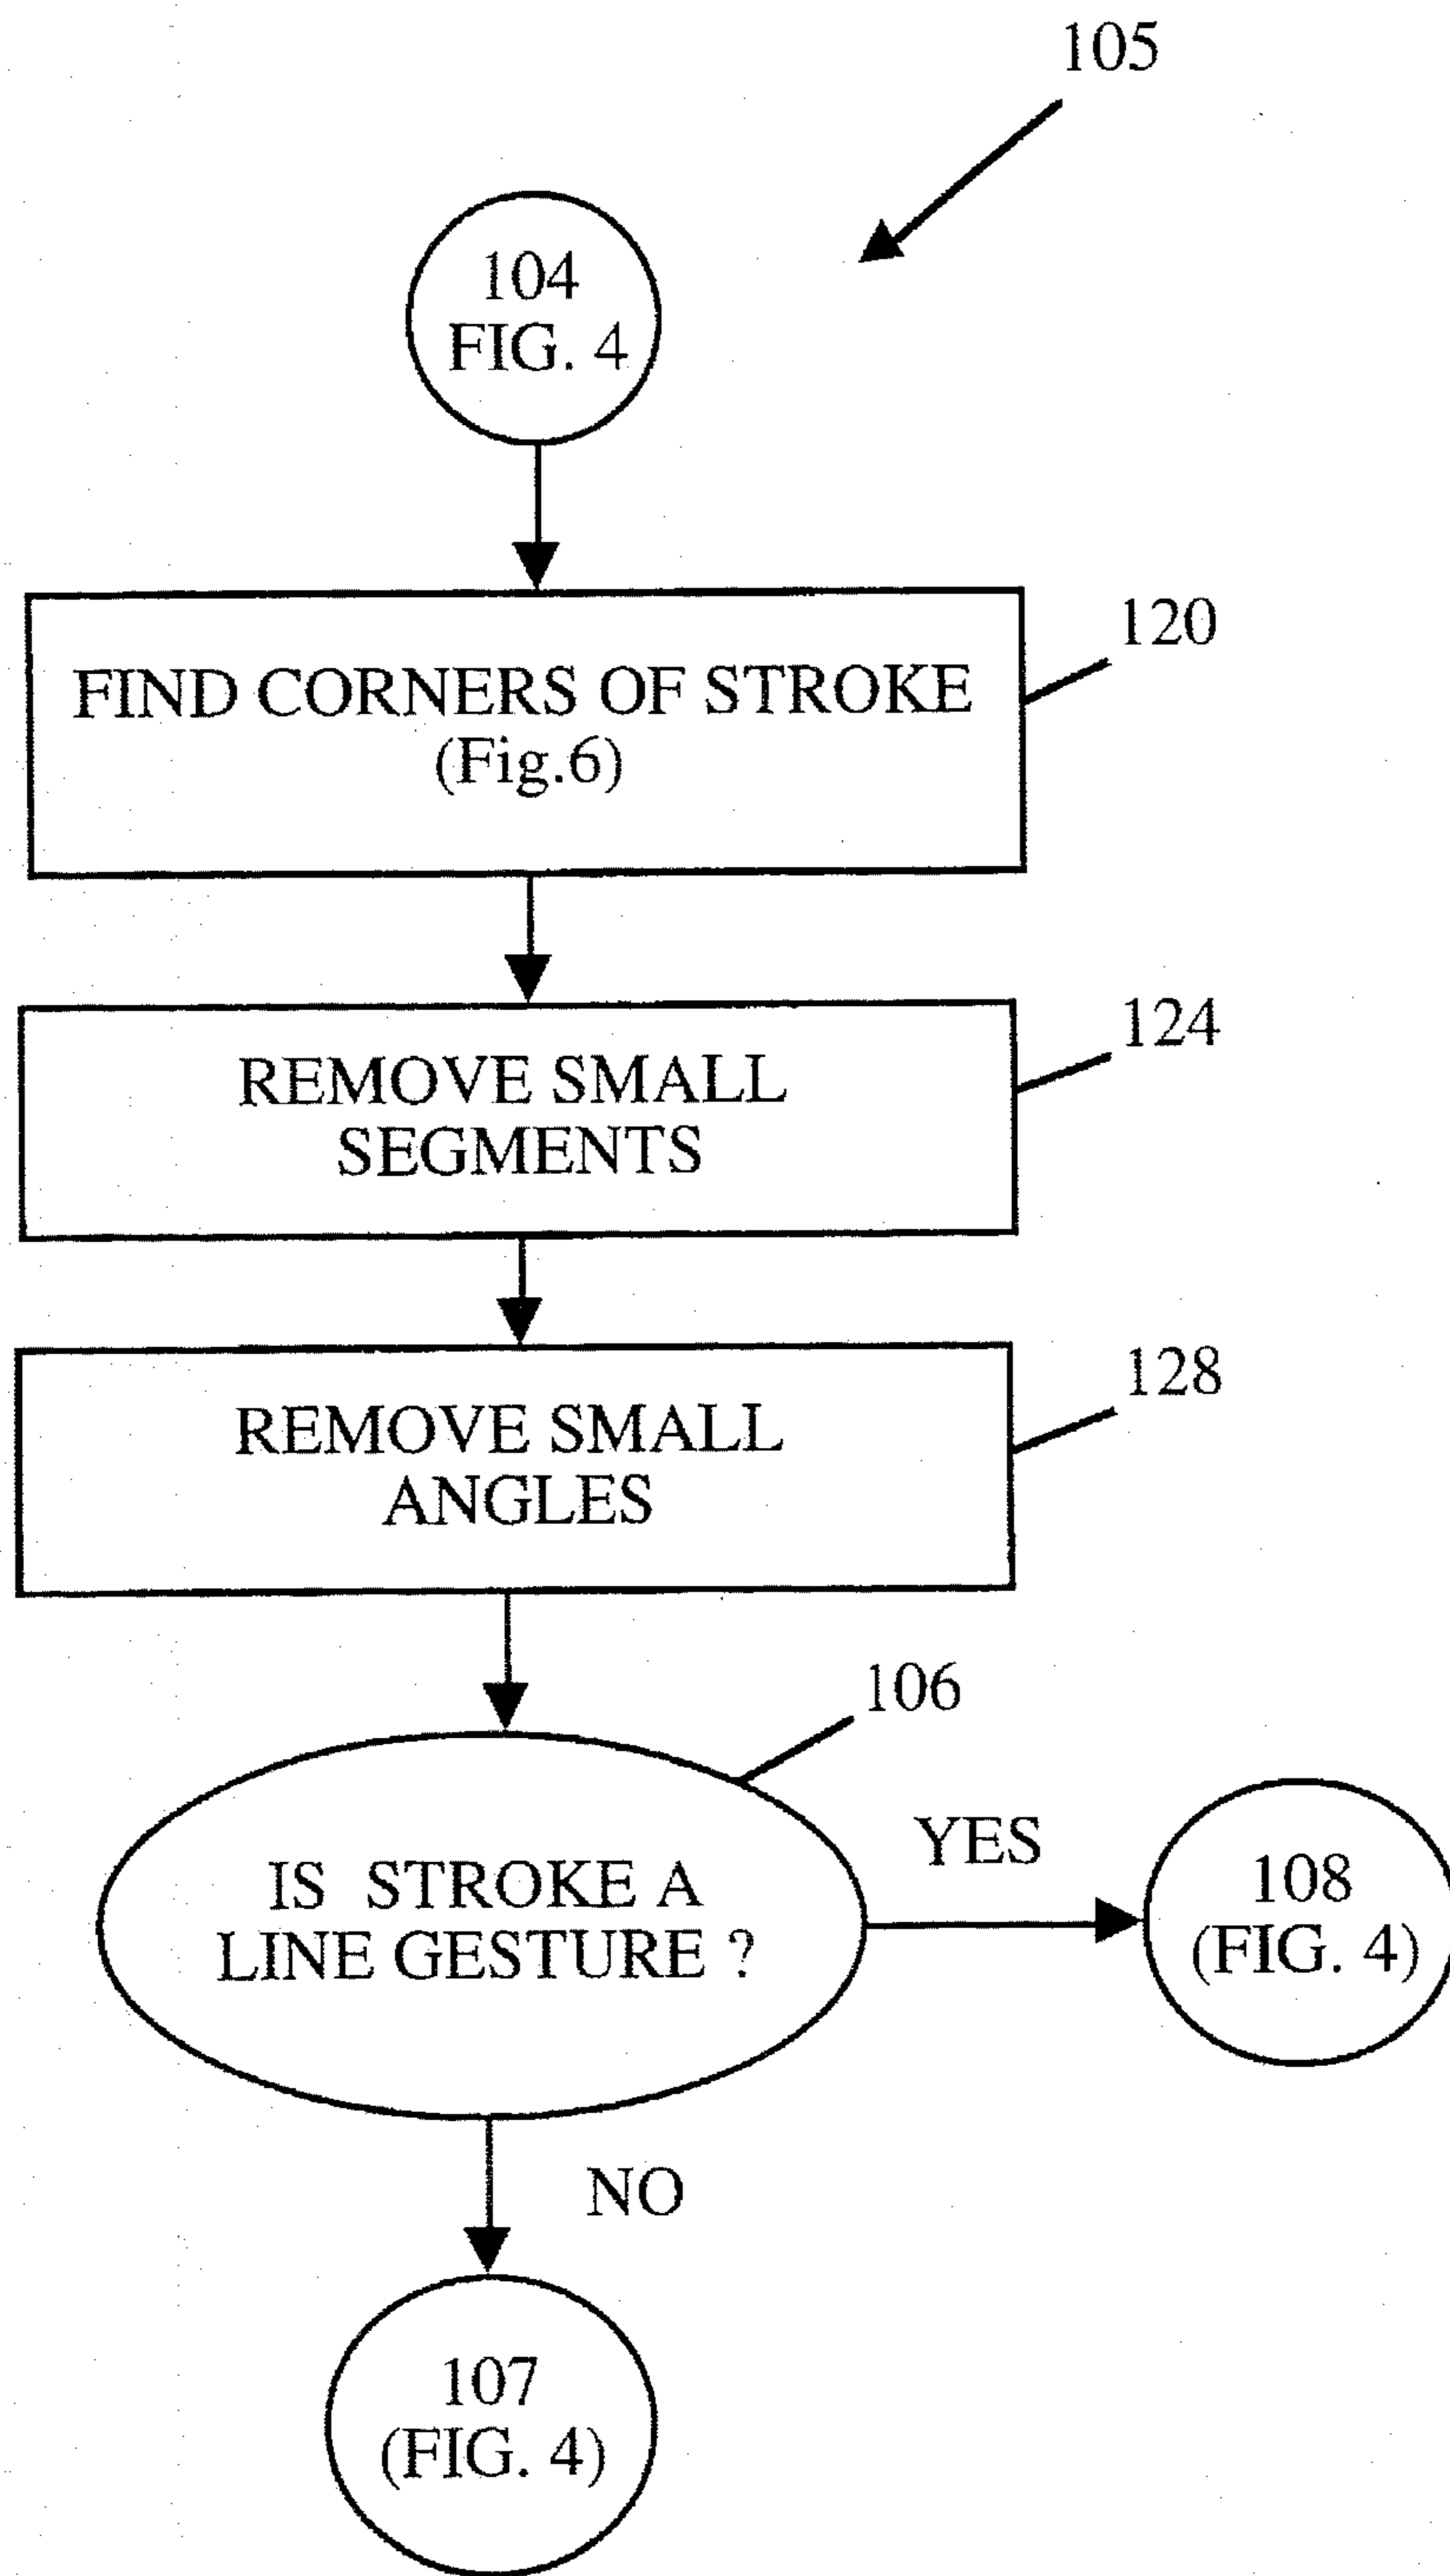 105
104
FIG. 4
FIND CORNERS OF STROKE
(Fig.6)
120
REMOVE SMALL
SEGMENTS
124
REMOVE SMALL
ANGLES
128
106
IS STROKE A
LINE GESTURE ?
YES
108
(FIG. 4)
NO
107
(FIG. 4)